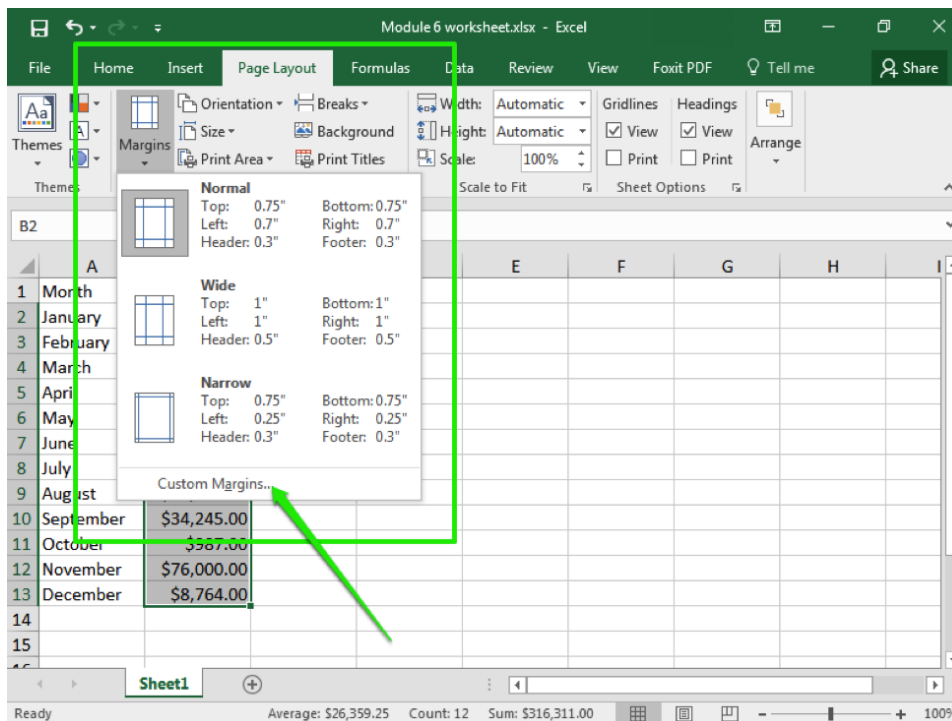 Module 6 worksheet.xlsx - Excel
File Home Insert Page Layout Formulas Data Review View Foxit PDF Tell me Share
Aa Orientation Breaks Width: Automatic Gridlines Headings
A Size Background Height: Automatic View View
Themes Margins Print Area Print Titles Scale: 100% Print Print Arrange
Themes Scale to Fit Sheet Options
B2
Normal
Top: 0.75" Bottom: 0.75"
Left: 0.7" Right: 0.7"
Header: 0.3" Footer: 0.3"
Wide
Top: 1" Bottom: 1"
Left: 1" Right: 1"
Header: 0.5" Footer: 0.5"
Narrow
Top: 0.75" Bottom: 0.75"
Left: 0.25" Right: 0.25"
Header: 0.3" Footer: 0.3"
Custom Margins...
A E F G H I
1 Month
2 January
3 February
4 March
5 April
6 May
7 June
8 July
9 August
10 September $34,245.00
11 October $987.00
12 November $76,000.00
13 December $8,764.00
14
15
Sheet1
Ready Average: $26,359.25 Count: 12 Sum: $316,311.00 - + 100%